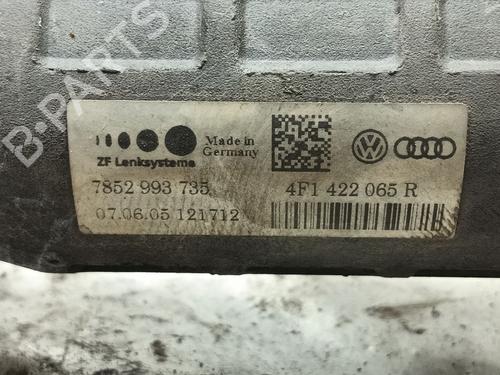 B-PARTS
Made in
Germany
ZF Lenksysteme
7852 993 735
4F1 422 065 R
07.06.05 121712